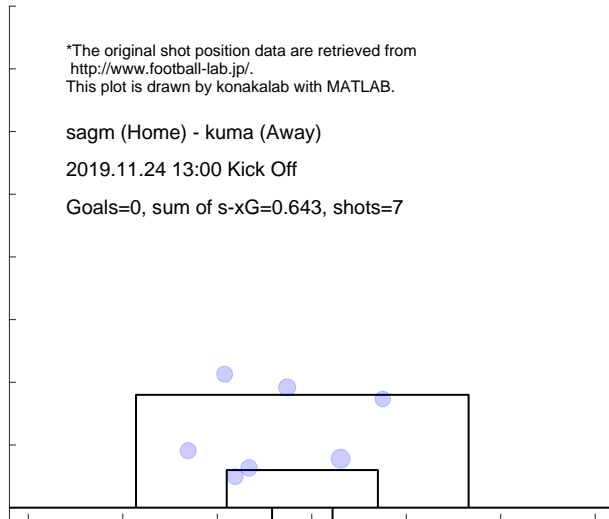 *The original shot position data are retrieved from
http://www.football-lab.jp/.
This plot is drawn by konakalab with MATLAB.
sagm (Home) - kuma (Away)
2019.11.24 13:00 Kick Off
Goals=0, sum of s-xG=0.643, shots=7